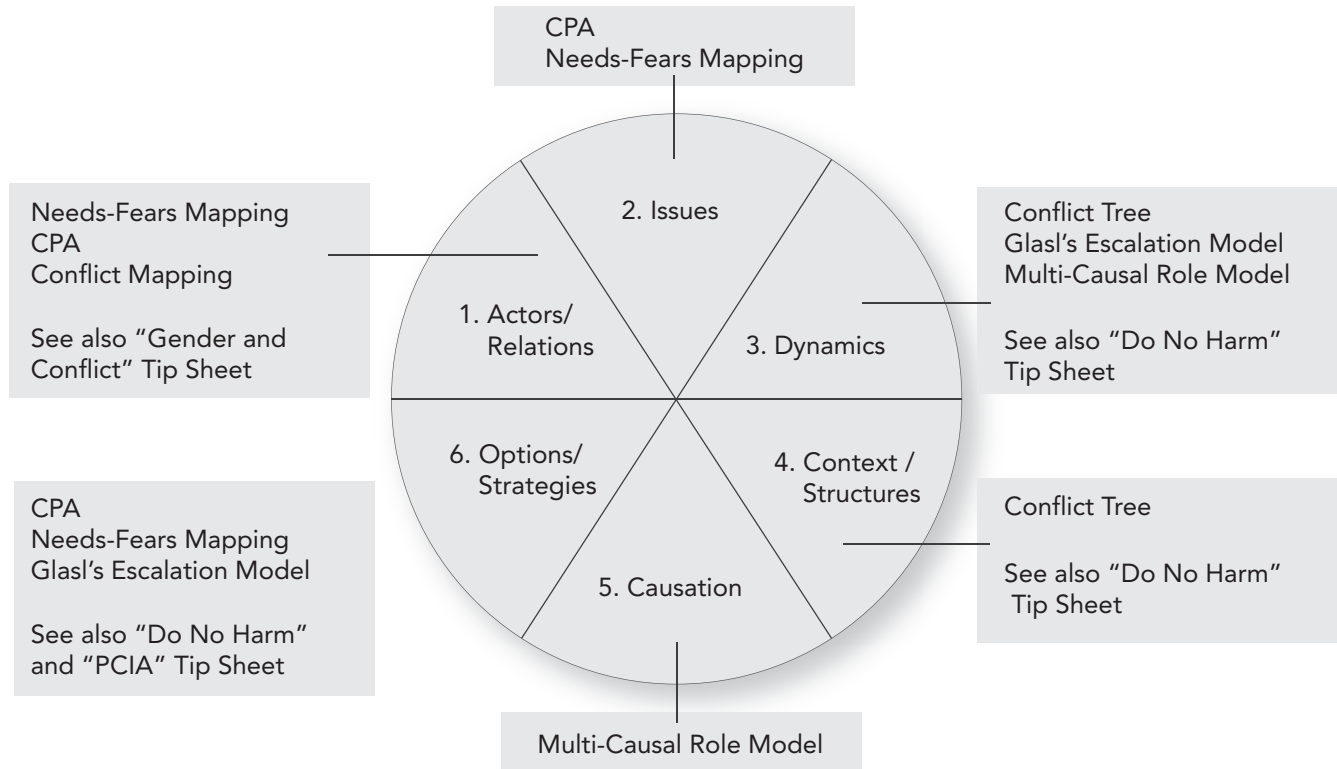 CPA
Needs-Fears Mapping
Needs-Fears Mapping
CPA
Conflict Mapping
See also “Gender and
Conflict” Tip Sheet
2. Issues
1. Actors/
Relations
3. Dynamics
Conflict Tree
Glasl’s Escalation Model
Multi-Causal Role Model
See also “Do No Harm”
Tip Sheet
6. Options/
Strategies
4. Context /
Structures
5. Causation
CPA
Needs-Fears Mapping
Glasl’s Escalation Model
See also “Do No Harm”
and “PCIA” Tip Sheet
Conflict Tree
See also “Do No Harm”
Tip Sheet
Multi-Causal Role Model